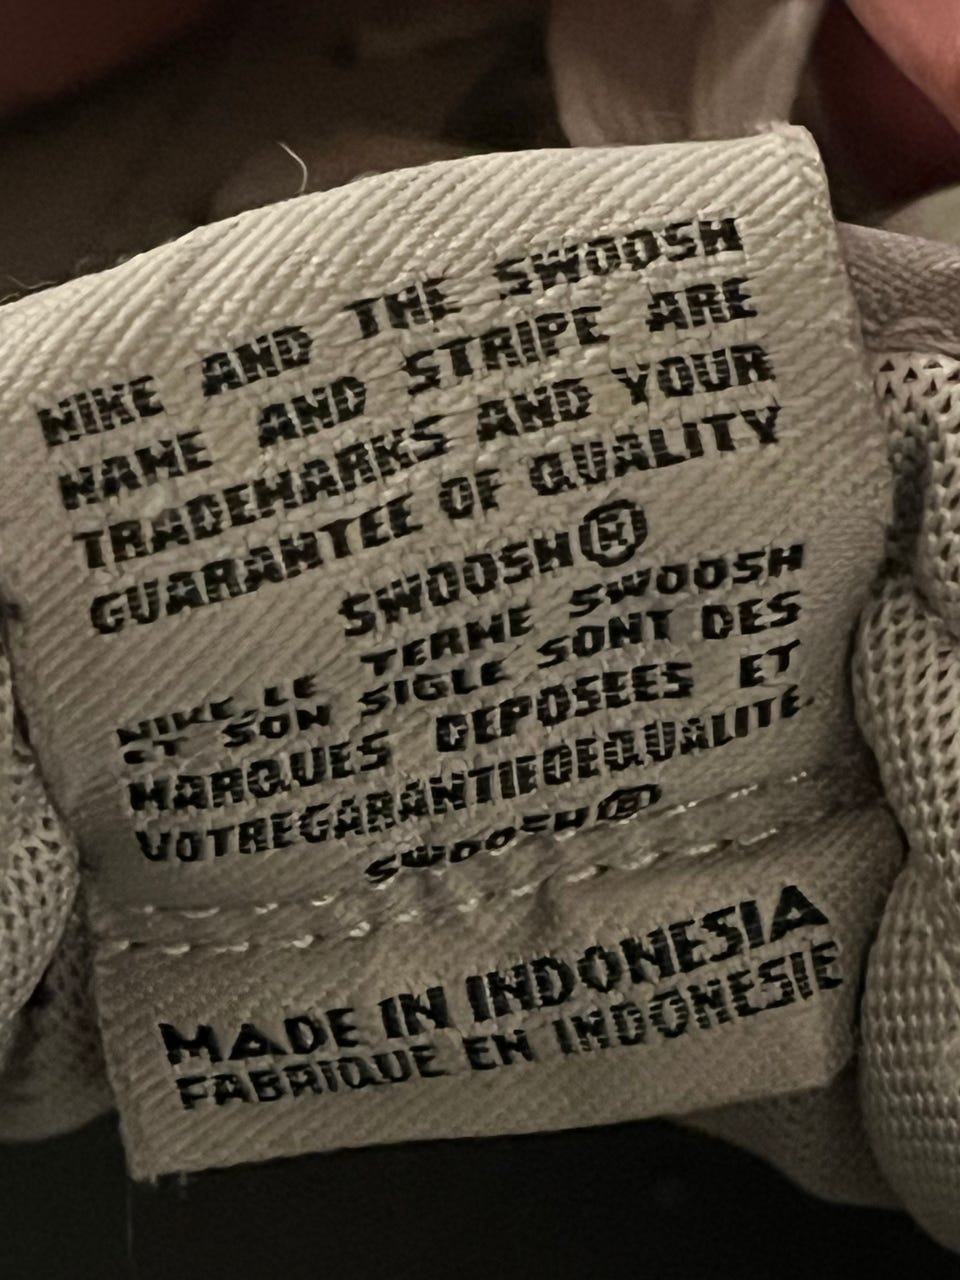 NIKE AND THE SWOOSH
NAME AND STRIPE ARE
TRADEMARKS AND YOUR
GUARANTEE OF QUALITY
SWOOSH®
NIKE, LE TERME SWOOSH
ET SON SIGLE SONT DES
MARQUES DEPOSEES ET
VOTREGARANTIEDEQUALITE.
SWOOSH®
MADE IN INDONESIA
FABRIQUE EN INDONESIE